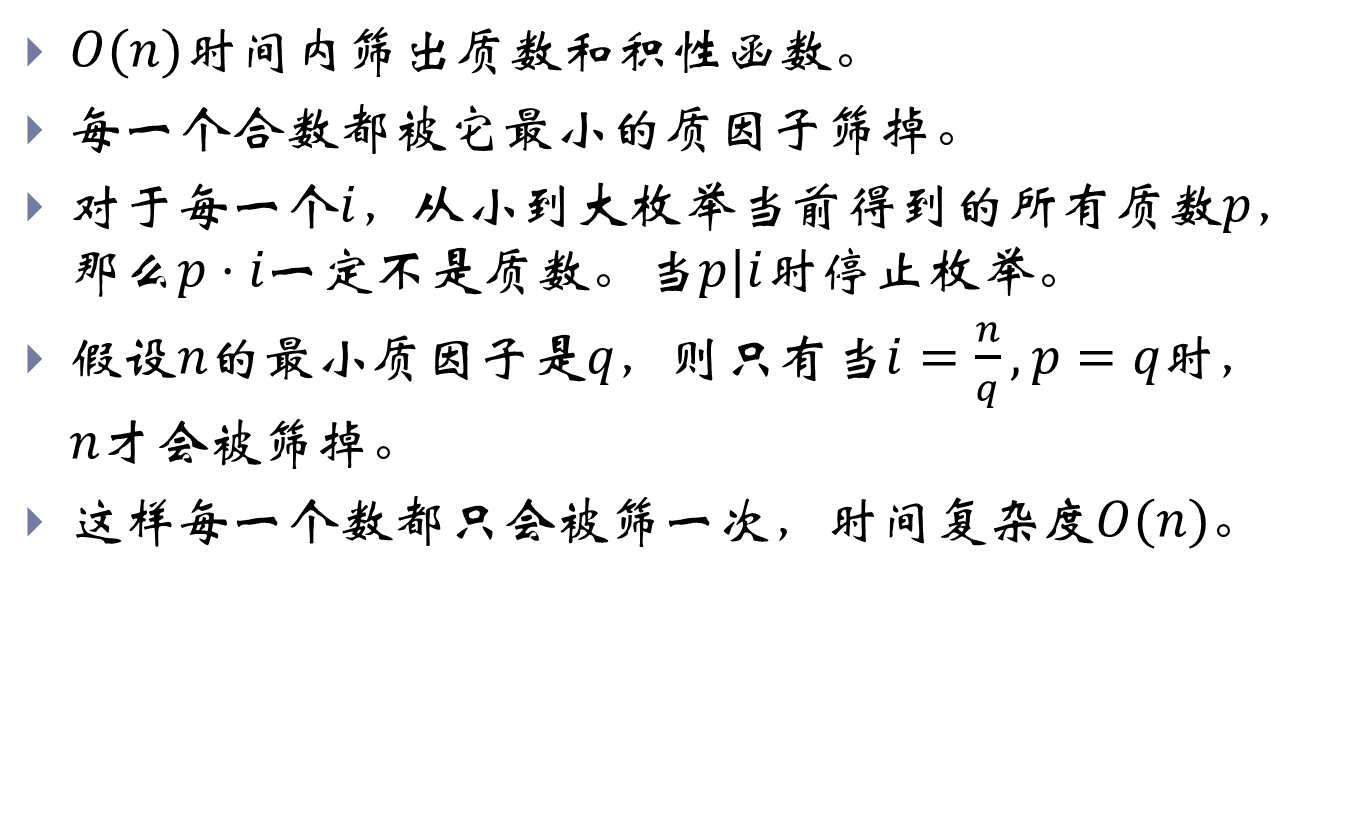 O(n)时间内筛出质数和积性函数。
每一个合数都被它最小的质因子筛掉。
对于每一个i，从小到大枚举当前得到的所有质数p，
那么p · i一定不是质数。当p|i时停止枚举。
假设n的最小质因子是q，则只有当i = n/q, p = q时，
n才会被筛掉。
这样每一个数都只会被筛一次，时间复杂度O(n)。